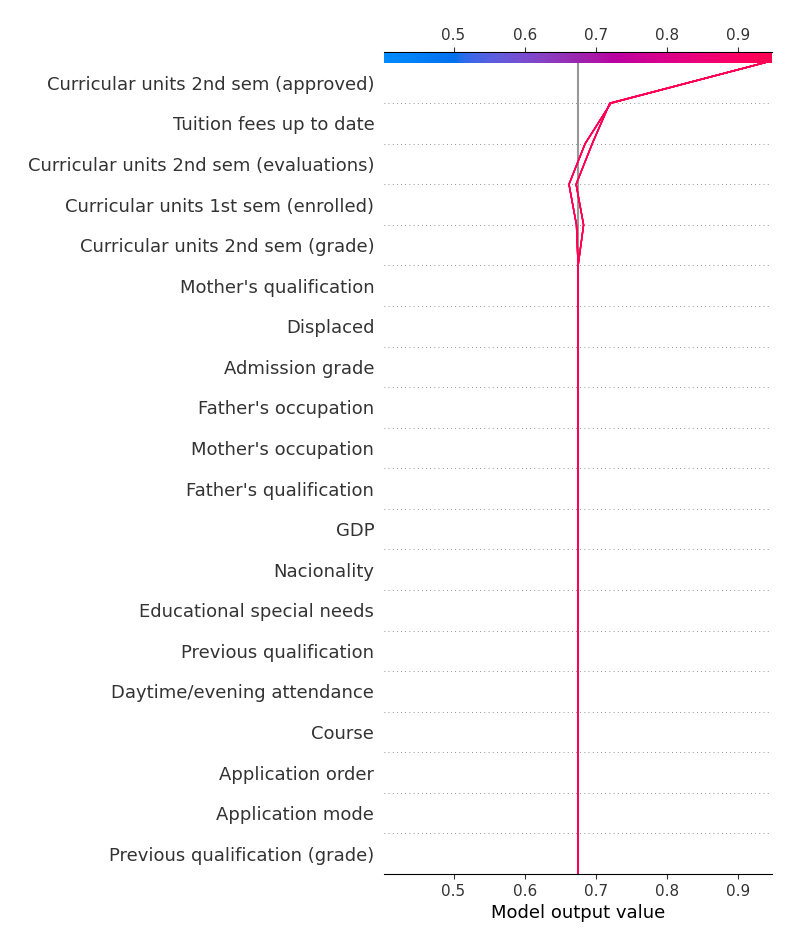 0.5 0.6 0.7 0.8 0.9
Curricular units 2nd sem (approved)
Tuition fees up to date
Curricular units 2nd sem (evaluations)
Curricular units 1st sem (enrolled)
Curricular units 2nd sem (grade)
Mother's qualification
Displaced
Admission grade
Father's occupation
Mother's occupation
Father's qualification
GDP
Nacionality
Educational special needs
Previous qualification
Daytime/evening attendance
Course
Application order
Application mode
Previous qualification (grade)
0.5 0.6 0.7 0.8 0.9
Model output value